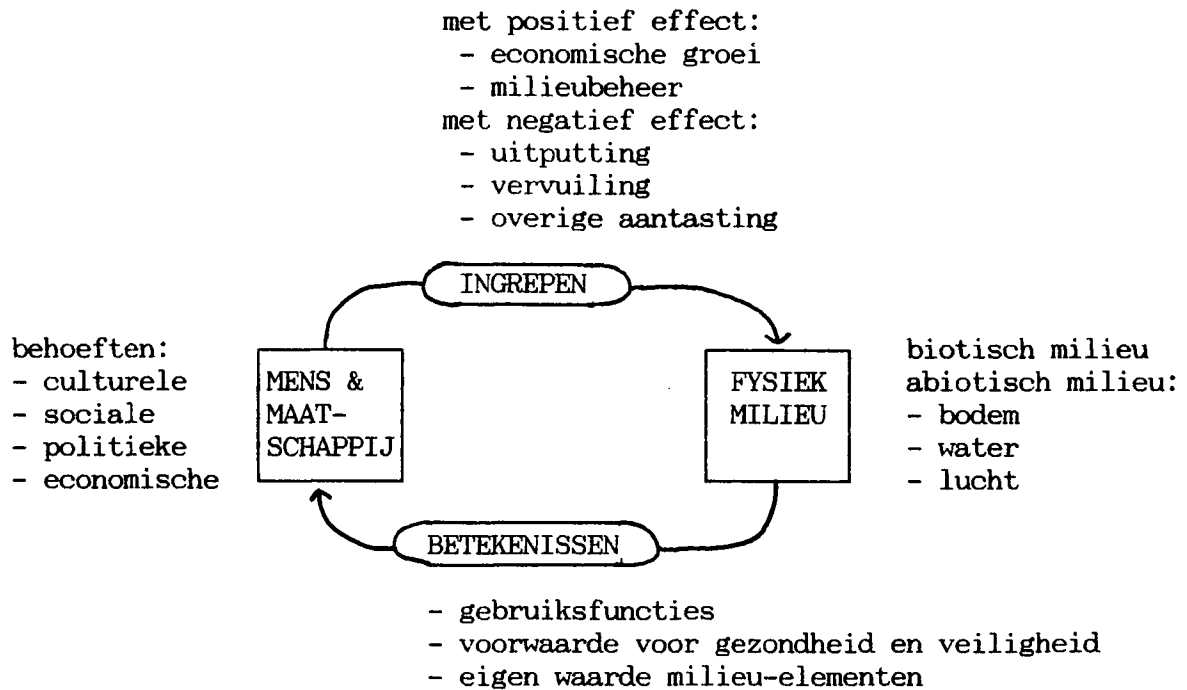 met positief effect:
- economische groei
- milieubeheer
met negatief effect:
- uitputting
- vervuiling
- overige aantasting
INGREPEN
behoeften:
- culturele
- sociale
- politieke
- economische
MENS &
MAAT-
SCHAPPIJ
FYSIEK
MILIEU
biotisch milieu
abiotisch milieu:
- bodem
- water
- lucht
BETEKENISSEN
- gebruiksfuncties
- voorwaarde voor gezondheid en veiligheid
- eigen waarde milieu-elementen